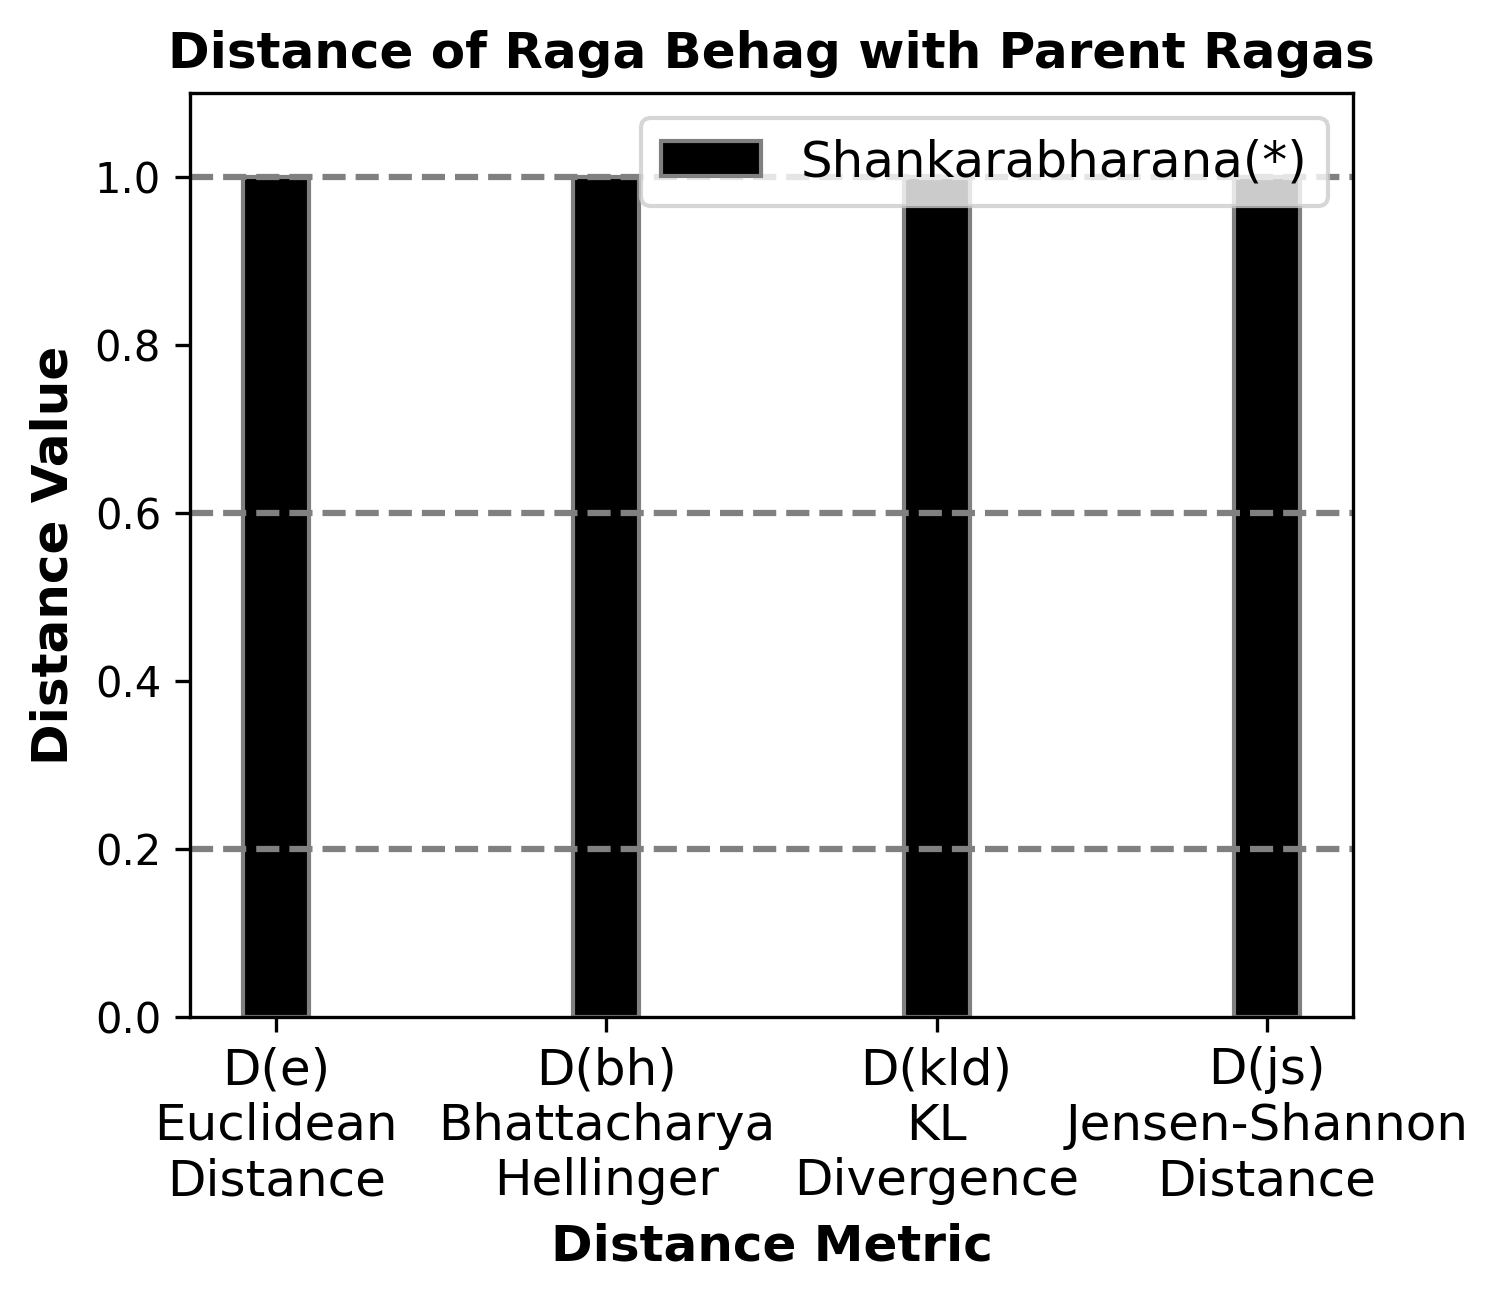 Distance of Raga Behag with Parent Ragas
Shankarabharana(*)
Distance Value
1.0
0.8
0.6
0.4
0.2
0.0
D(e)
Euclidean
Distance
D(bh)
Bhattacharya
Hellinger
D(kld)
KL
Divergence
D(js)
Jensen-Shannon
Distance
Distance Metric